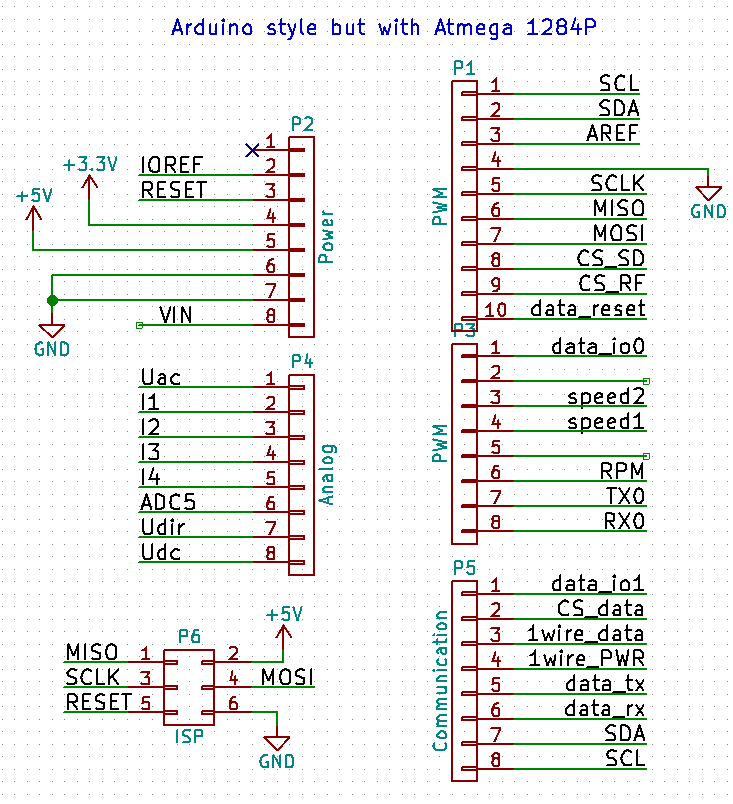 Arduino style but with Atmega 1284P
P2
1
IOREF 2
RESET 3
+3.3V
4
+5V
5
6
7
VIN 8
GND
Power
P1
1 SCL
2 SDA
3 AREF
4
GND
5 SCLK
6 MISO
7 MOSI
8 CS_SD
9 CS_RF
10 data_reset
PWM
P4
Uac 1
I1 2
I2 3
I3 4
I4 5
ADC5 6
Udir 7
Udc 8
Analog
P3
1 data_io0
2
3 speed2
4 speed1
5
6 RPM
7 TX0
8 RX0
PWM
P6
+5V
MISO 1 2
SCLK 3 4 MOSI
RESET 5 6
ISP
GND
P5
1 data_io1
2 CS_data
3 1wire_data
4 1wire_PWR
5 data_tx
6 data_rx
7 SDA
8 SCL
Communication